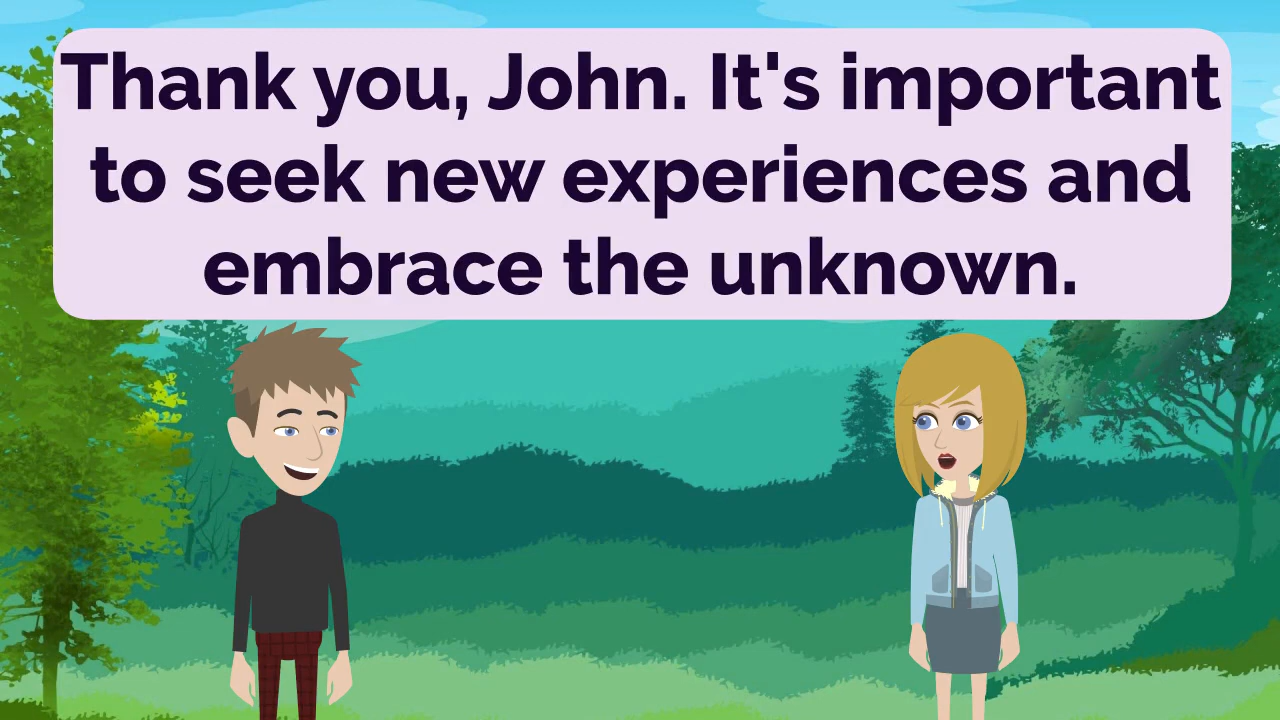 Thank you, John. It's important
to seek new experiences and
embrace the unknown.